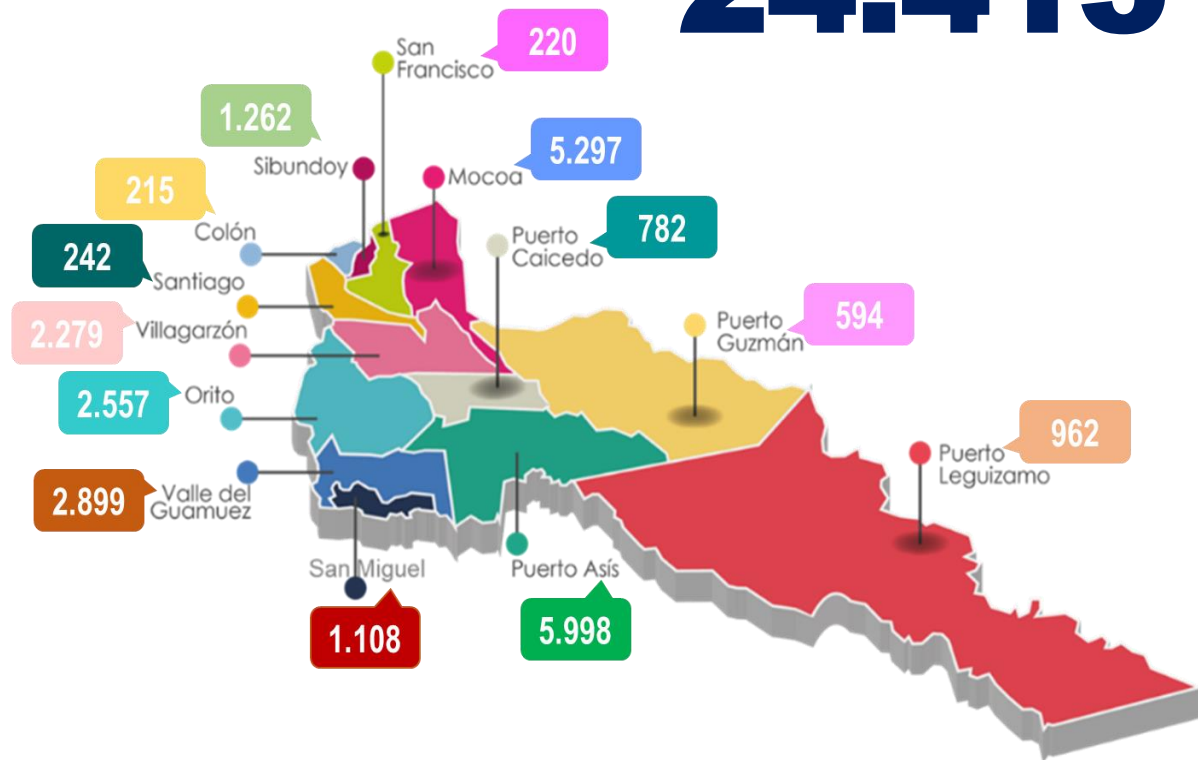 24.415
San
Francisco
220
1.262
Sibundoy
Mocoa
5.297
215
Colón
Puerto
Caicedo
782
242
Santiago
2.279
Villagarzón
Puerto
Guzmán
594
2.557
Orito
Puerto
Leguizamo
962
2.899
Valle del
Guamuez
San Miguel
1.108
Puerto Asís
5.998